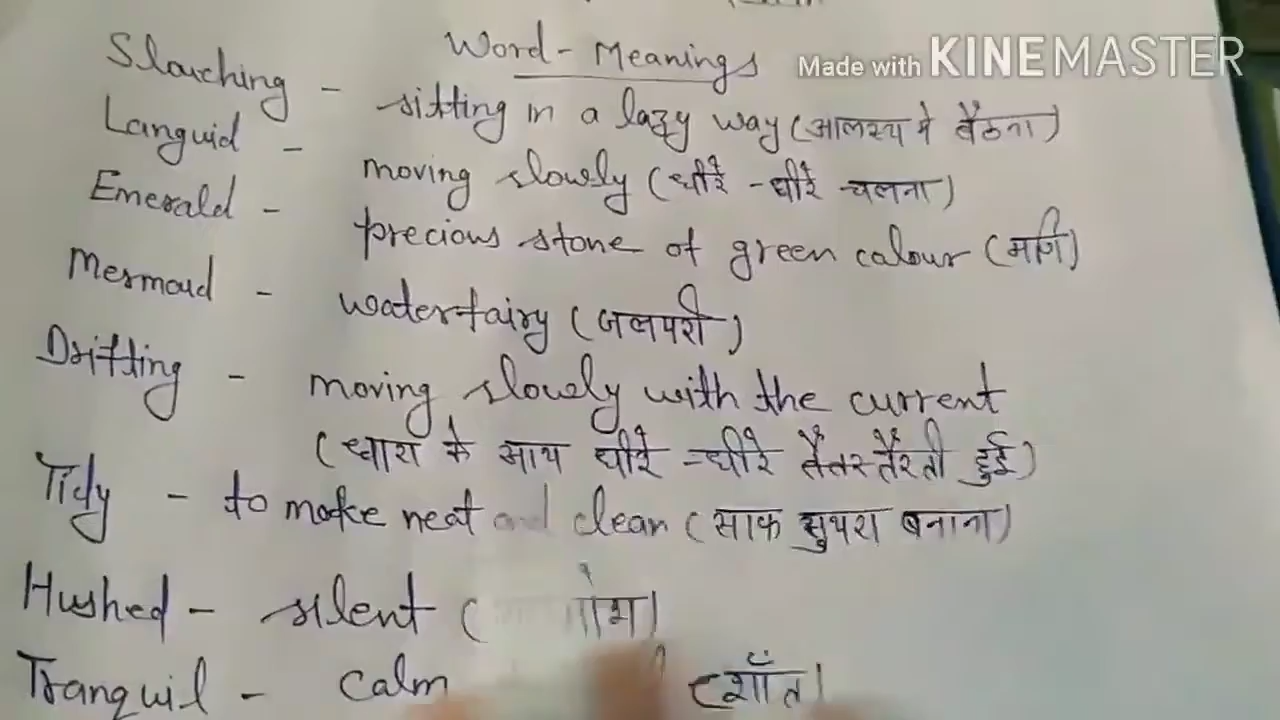 Word - Meanings
Made with KINEMASTER
Slouching - sitting in a lazy way (आलस्य मे बैठना)
Languid - moving slowly (धीरे - धीरे चलना)
Emerald - precious stone of green colour (मणि)
Mermaid - waterfairy (जलपरी)
Drifting - moving slowly with the current
(धारा के साथ धीरे - धीरे तैरती हुई)
Tidy - to make neat and clean (साफ सुथरा बनाना)
Hushed - silent (
Tranquil - calm (शाँत)